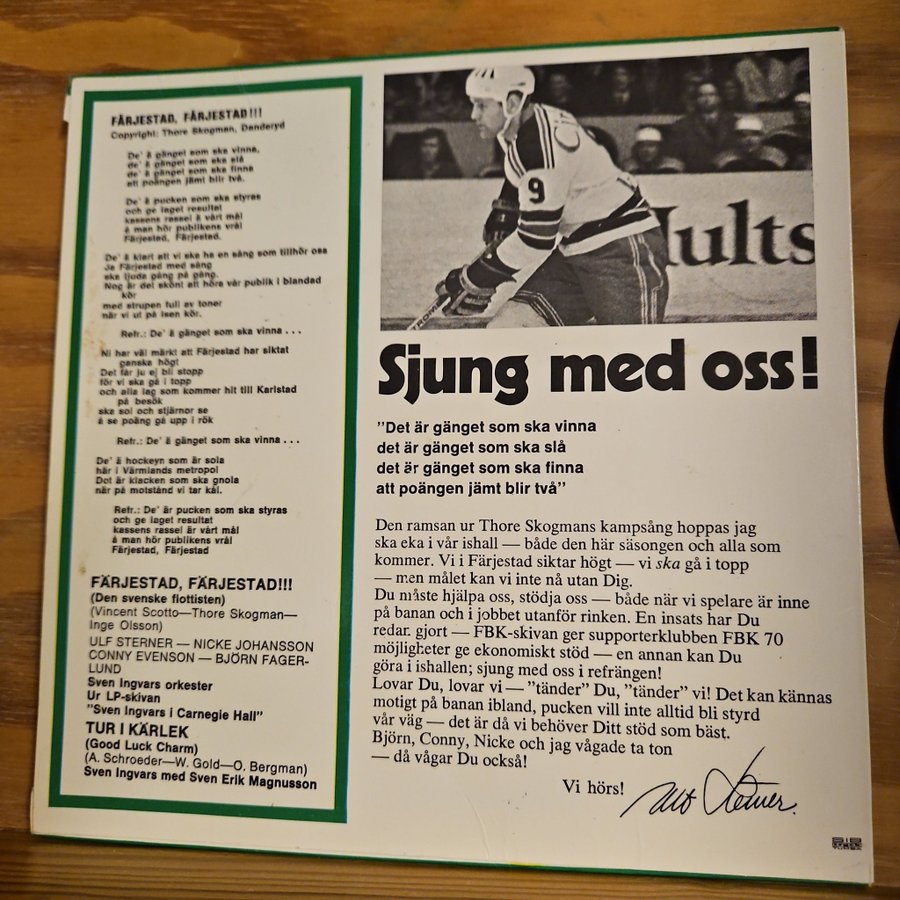 FÄRJESTAD, FÄRJESTAD!!!
Copyright: Thore Skogman, Danderyd
De' ä gänget som ska vinna,
de' ä gänget som ska slå
de' ä gänget som ska finna
att poängen jämt blir två.
De' ä pucken som ska styras
och ge laget resultat
kassens rassel ä vårt mål
å man hör publikens vrål
Färjestad, Färjestad.
De' ä klart att vi ska ha en sång som tillhör oss
Ja Färjestad med sång
ska ljuda gång på gång.
Nog är det skönt att höra vår publik i blandad
kör
med strupen full av toner
när vi ut på isen kör.
Refr.: De' ä gänget som ska vinna . . .
Ni har väl märkt att Färjestad har siktat
ganska högt
Det får ju ej bli stopp
för vi ska gå i topp
och alla lag som kommer hit till Karlstad
på besök
ska sol och stjärnor se
å se poäng gå upp i rök
Refr.: De' ä gänget som ska vinna . . .
De' ä hockeyn som är sola
här i Värmlands metropol
Dot är klacken som ska gnola
när på motstånd vi tar kål.
Refr.: De' är pucken som ska styras
och ge laget resultat
kassens rassel är vårt mål
å man hör publikens vrål
Färjestad, Färjestad
FÄRJESTAD, FÄRJESTAD!!!
(Den svenske flottisten)
(Vincent Scotto—Thore Skogman—
Inge Olsson)
ULF STERNER — NICKE JOHANSSON
CONNY EVENSON — BJÖRN FAGER-
LUND
Sven Ingvars orkester
Ur LP-skivan
"Sven Ingvars i Carnegie Hall"
TUR I KÄRLEK
(Good Luck Charm)
(A. Schroeder—W. Gold—O. Bergman)
Sven Ingvars med Sven Erik Magnusson
9
ults
Sjung med oss!
"Det är gänget som ska vinna
det är gänget som ska slå
det är gänget som ska finna
att poängen jämt blir två"
Den ramsan ur Thore Skogmans kampsång hoppas jag
ska eka i vår ishall — både den här säsongen och alla som
kommer. Vi i Färjestad siktar högt — vi ska gå i topp
— men målet kan vi inte nå utan Dig.
Du måste hjälpa oss, stödja oss — både när vi spelare är inne
på banan och i jobbet utanför rinken. En insats har Du
redan gjort — FBK-skivan ger supporterklubben FBK 70
möjligheter ge ekonomiskt stöd — en annan kan Du
göra i ishallen; sjung med oss i refrängen!
Lovar Du, lovar vi — "tänder" Du, "tänder" vi! Det kan kännas
motigt på banan ibland, pucken vill inte alltid bli styrd
vår väg — det är då vi behöver Ditt stöd som bäst.
Björn, Conny, Nicke och jag vågade ta ton
— då vågar Du också!
Vi hörs!
Ulf Sterner.